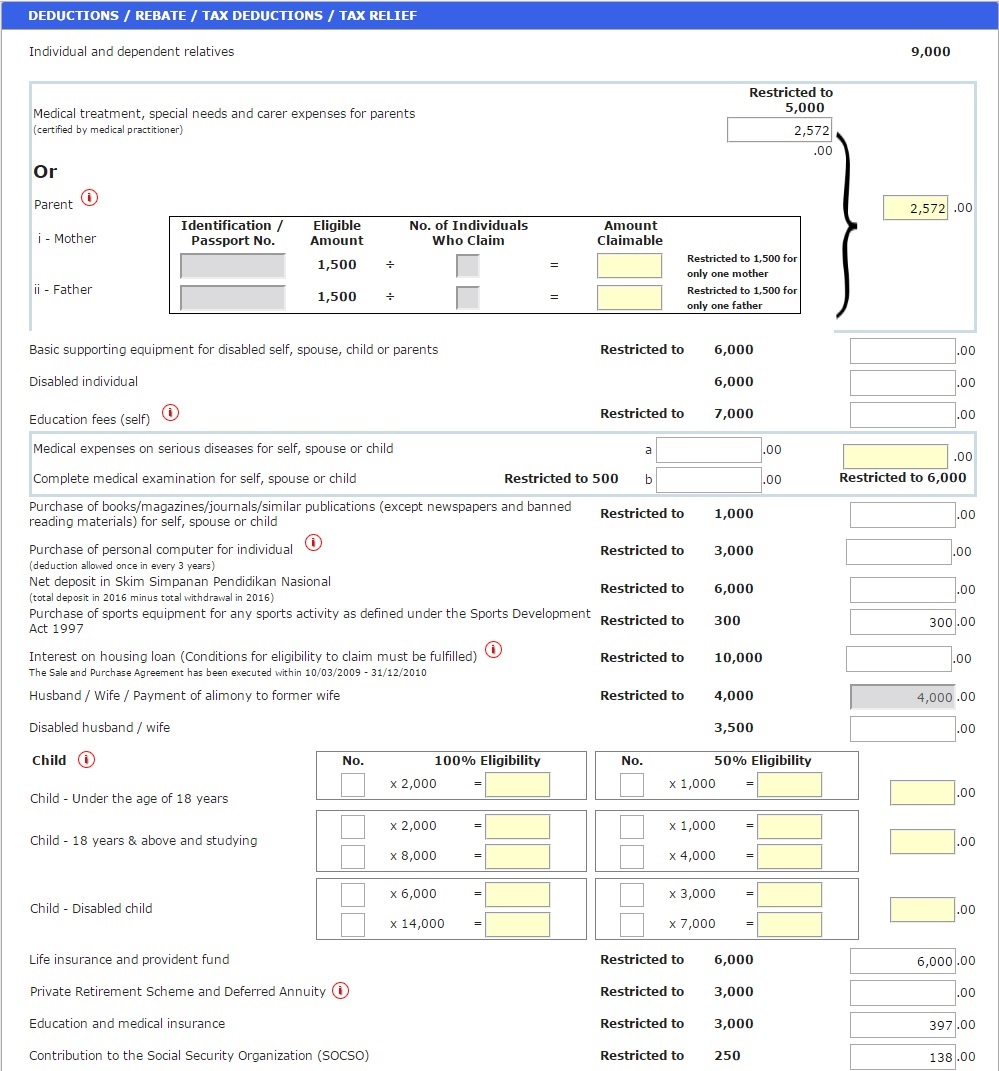 DEDUCTIONS / REBATE / TAX DEDUCTIONS / TAX RELIEF
Individual and dependent relatives 9,000
Restricted to
5,000
Medical treatment, special needs and carer expenses for parents
(certified by medical practitioner)
2,572
.00
Or
Parent i
2,572 .00
Identification / Eligible No. of Individuals Amount
Passport No. Amount Who Claim Claimable
i - Mother
1,500 ÷ = Restricted to 1,500 for
only one mother
ii - Father
1,500 ÷ = Restricted to 1,500 for
only one father
Basic supporting equipment for disabled self, spouse, child or parents Restricted to 6,000 .00
Disabled individual 6,000 .00
Education fees (self) i Restricted to 7,000 .00
Medical expenses on serious diseases for self, spouse or child a .00 .00
Complete medical examination for self, spouse or child Restricted to 500 b .00 Restricted to 6,000
Purchase of books/magazines/journals/similar publications (except newspapers and banned
reading materials) for self, spouse or child Restricted to 1,000 .00
Purchase of personal computer for individual i Restricted to 3,000 .00
(deduction allowed once in every 3 years)
Net deposit in Skim Simpanan Pendidikan Nasional Restricted to 6,000 .00
(total deposit in 2016 minus total withdrawal in 2016)
Purchase of sports equipment for any sports activity as defined under the Sports Development
Act 1997 Restricted to 300 300 .00
Interest on housing loan (Conditions for eligibility to claim must be fulfilled) i Restricted to 10,000 .00
The Sale and Purchase Agreement has been executed within 10/03/2009 - 31/12/2010
Husband / Wife / Payment of alimony to former wife Restricted to 4,000 4,000 .00
Disabled husband / wife 3,500 .00
Child i No. 100% Eligibility No. 50% Eligibility
Child - Under the age of 18 years x 2,000 = x 1,000 = .00
Child - 18 years & above and studying x 2,000 = x 1,000 = .00
x 8,000 = x 4,000 =
Child - Disabled child x 6,000 = x 3,000 = .00
x 14,000 = x 7,000 =
Life insurance and provident fund Restricted to 6,000 6,000 .00
Private Retirement Scheme and Deferred Annuity i Restricted to 3,000 .00
Education and medical insurance Restricted to 3,000 397 .00
Contribution to the Social Security Organization (SOCSO) Restricted to 250 138 .00